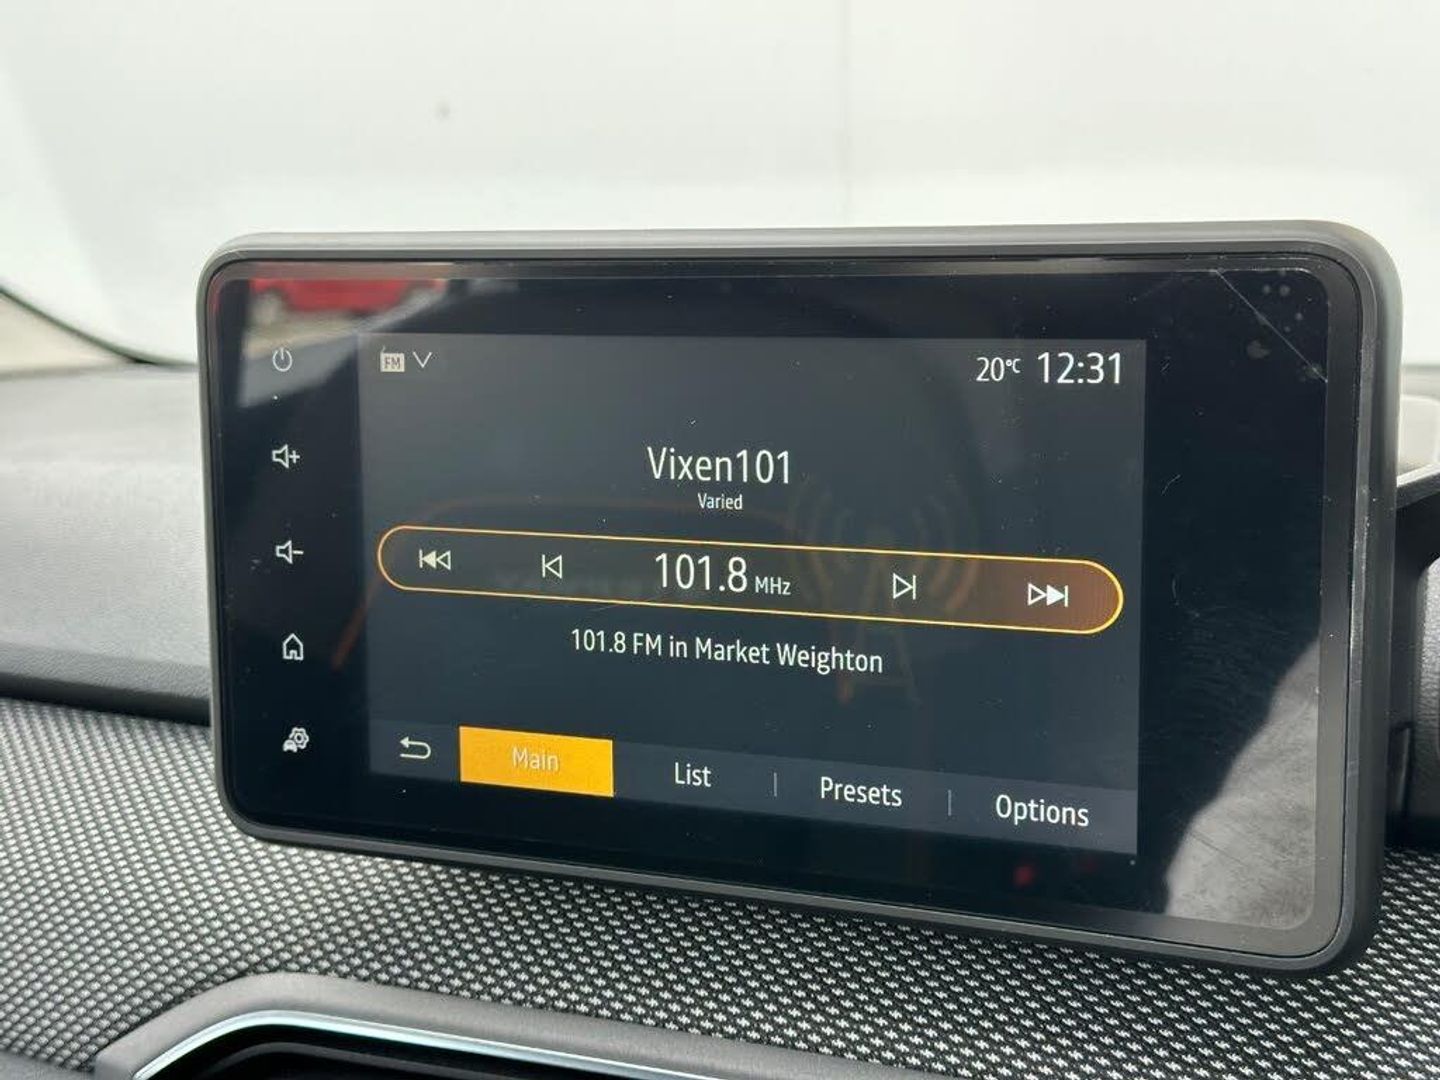 FM
20°C 12:31
Vixen101
Varied
101.8 MHz
101.8 FM in Market Weighton
Main List Presets Options